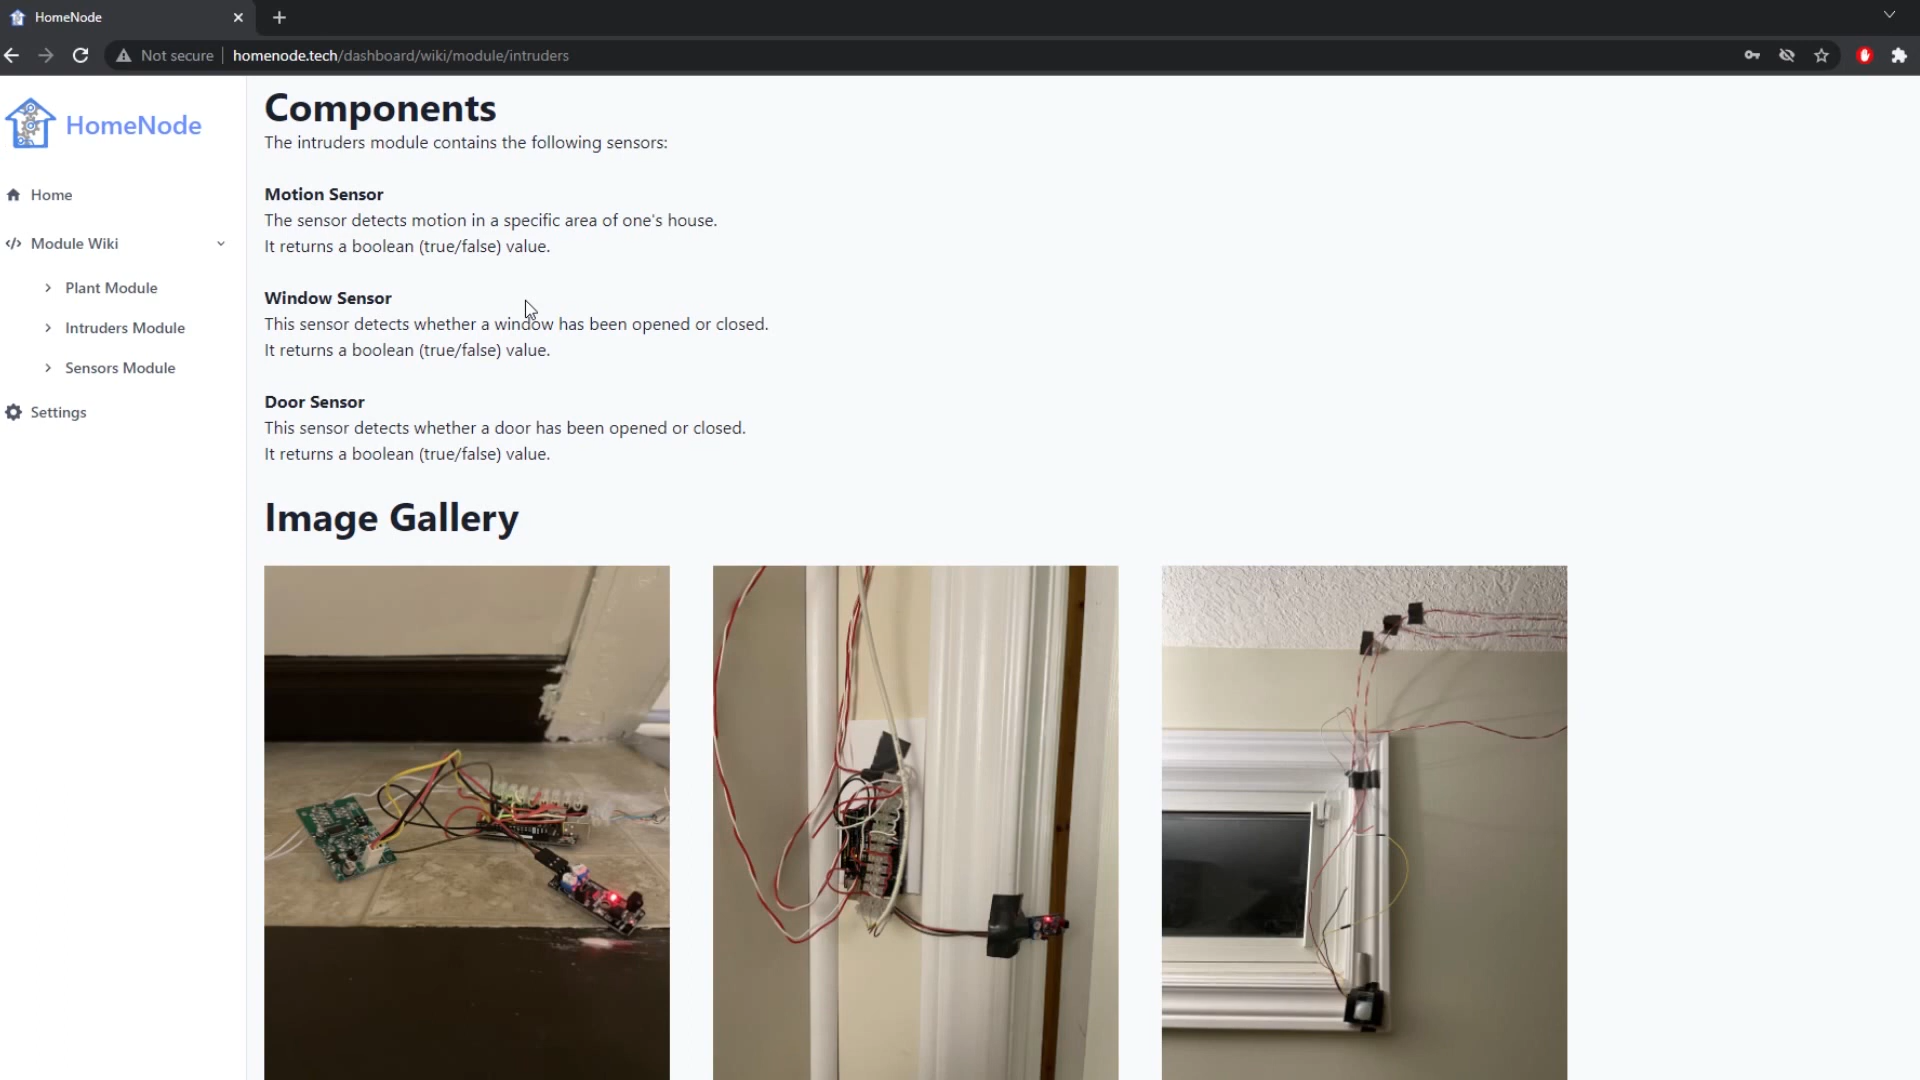 HomeNode
Not secure
homenode.tech/dashboard/wiki/module/intruders
HomeNode
Home
Module Wiki
Plant Module
Intruders Module
Sensors Module
Settings
Components
The intruders module contains the following sensors:
Motion Sensor
The sensor detects motion in a specific area of one's house.
It returns a boolean (true/false) value.
Window Sensor
This sensor detects whether a window has been opened or closed.
It returns a boolean (true/false) value.
Door Sensor
This sensor detects whether a door has been opened or closed.
It returns a boolean (true/false) value.
Image Gallery